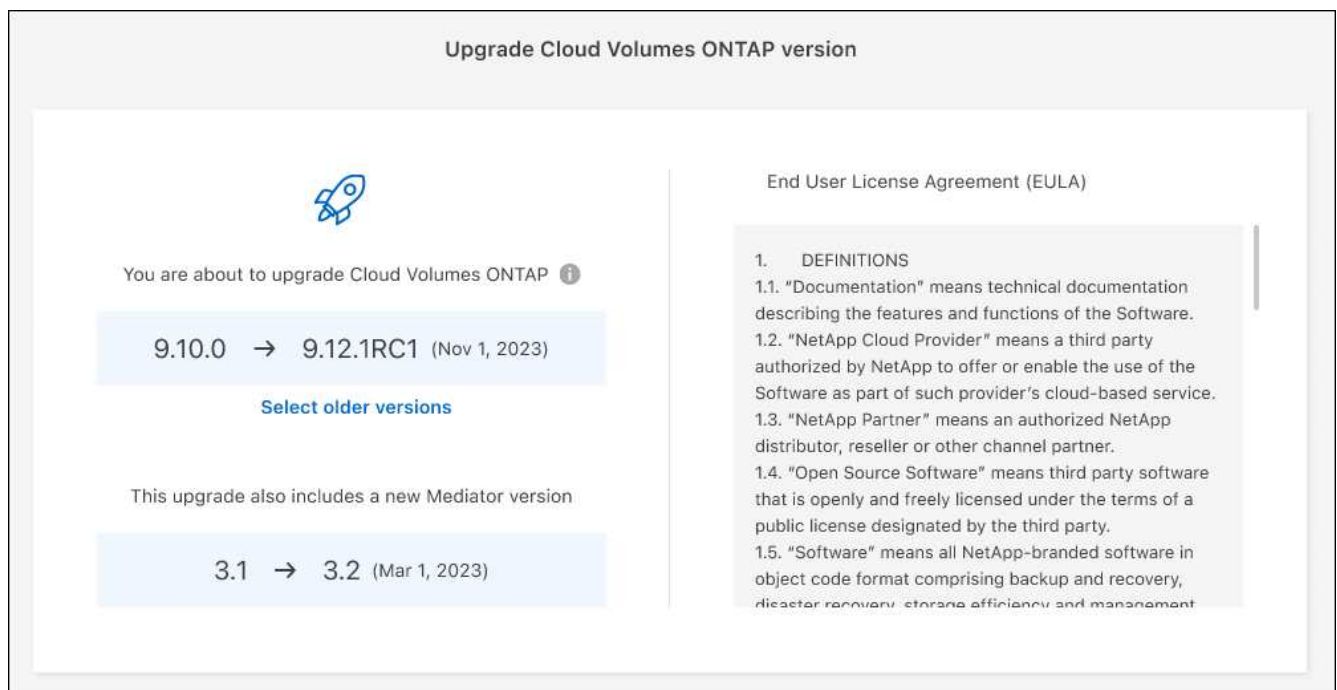 Upgrade Cloud Volumes ONTAP version
You are about to upgrade Cloud Volumes ONTAP
9.10.0 → 9.12.1RC1 (Nov 1, 2023)
Select older versions
This upgrade also includes a new Mediator version
3.1 → 3.2 (Mar 1, 2023)
End User License Agreement (EULA)
1. DEFINITIONS
1.1. “Documentation” means technical documentation
describing the features and functions of the Software.
1.2. “NetApp Cloud Provider” means a third party
authorized by NetApp to offer or enable the use of the
Software as part of such provider’s cloud-based service.
1.3. “NetApp Partner” means an authorized NetApp
distributor, reseller or other channel partner.
1.4. “Open Source Software” means third party software
that is openly and freely licensed under the terms of a
public license designated by the third party.
1.5. “Software” means all NetApp-branded software in
object code format comprising backup and recovery,
disaster recovery, storage efficiency and management